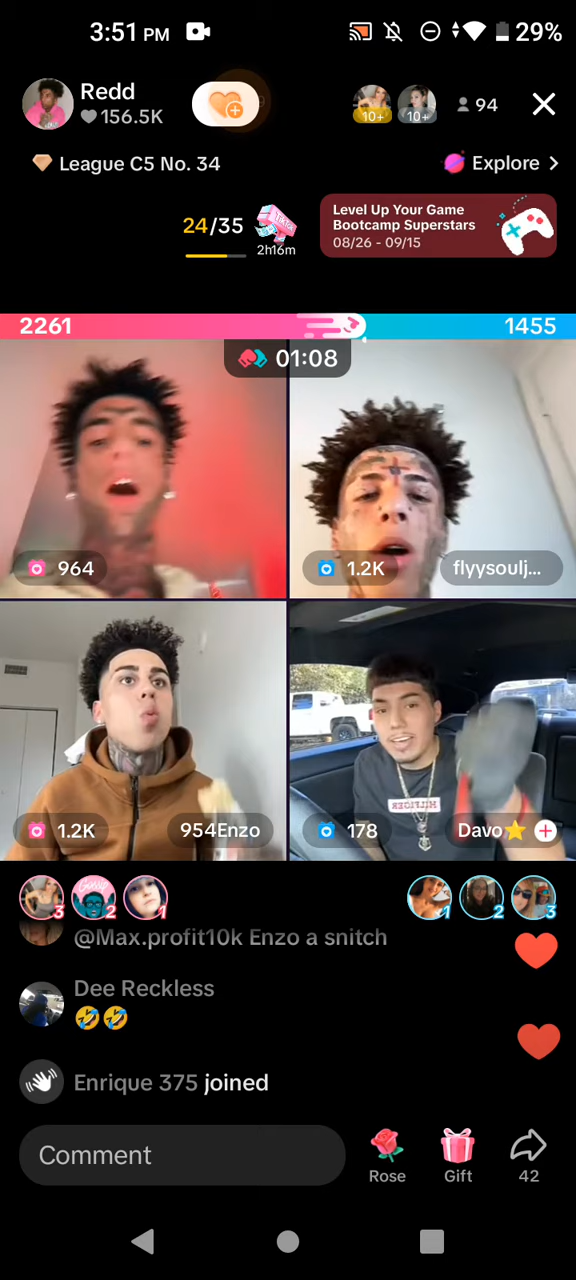 3:51 PM
29%
Redd
156.5K
10+
10+
94
League C5 No. 34
Explore
24/35
TikTok
2h16m
Level Up Your Game
Bootcamp Superstars
08/26 - 09/15
2261
1455
01:08
964
1.2K
flyysoulj...
HILFIGER
1.2K
954Enzo
178
Davo
3
2
1
1
2
3
@Max.profit10k Enzo a snitch
Dee Reckless
🤣🤣
Enrique 375 joined
Comment
Rose
Gift
42